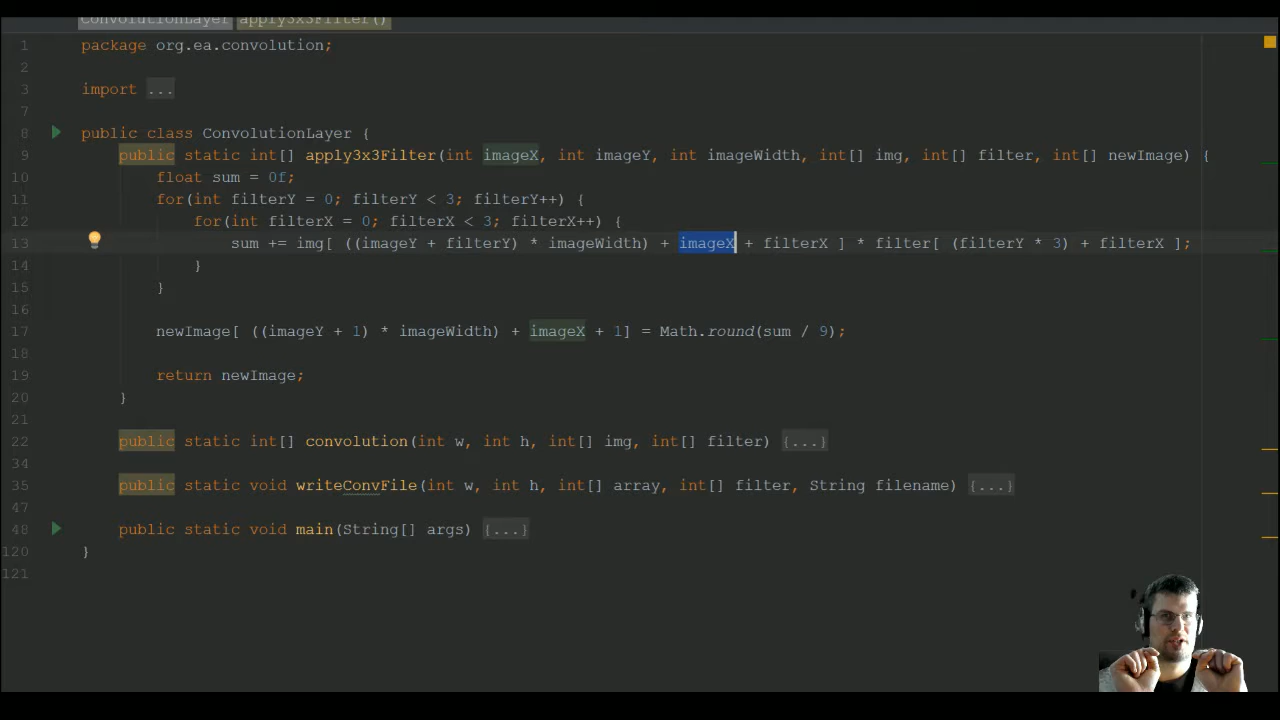 ConvolutionLayer apply3x3Filter()
1 package org.ea.convolution;
2
3 import ...
7
8 public class ConvolutionLayer {
9 public static int[] apply3x3Filter(int imageX, int imageY, int imageWidth, int[] img, int[] filter, int[] newImage) {
10 float sum = 0f;
11 for(int filterY = 0; filterY < 3; filterY++) {
12 for(int filterX = 0; filterX < 3; filterX++) {
13 sum += img[ ((imageY + filterY) * imageWidth) + imageX + filterX ] * filter[ (filterY * 3) + filterX ];
14 }
15 }
16
17 newImage[ ((imageY + 1) * imageWidth) + imageX + 1] = Math.round(sum / 9);
18
19 return newImage;
20 }
21
22 public static int[] convolution(int w, int h, int[] img, int[] filter) {...}
34
35 public static void writeConvFile(int w, int h, int[] array, int[] filter, String filename) {...}
47
48 public static void main(String[] args) {...}
120 }
121